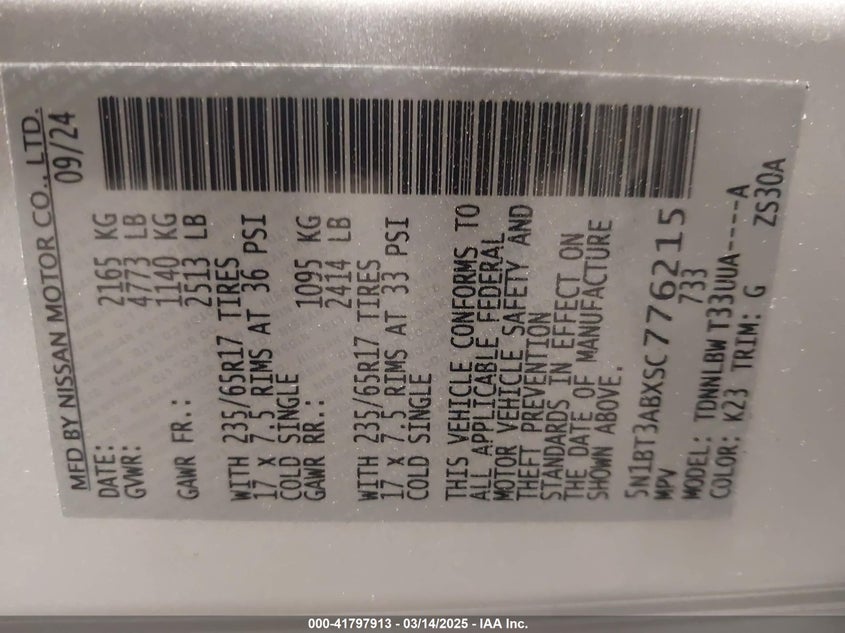 MFD BY NISSAN MOTOR CO., LTD.
DATE: 09/24
GVWR: 2165 KG
4773 LB
GAWR FR.: 1140 KG
2513 LB
WITH 235/65R17 TIRES
17 x 7.5 RIMS AT 36 PSI
COLD SINGLE
GAWR RR.: 1095 KG
2414 LB
WITH 235/65R17 TIRES
17 x 7.5 RIMS AT 33 PSI
COLD SINGLE
THIS VEHICLE CONFORMS TO
ALL APPLICABLE FEDERAL
MOTOR VEHICLE SAFETY AND
THEFT PREVENTION
STANDARDS IN EFFECT ON
THE DATE OF MANUFACTURE
SHOWN ABOVE.
5N1BT3ABXSC776215
MPV 733
MODEL: TDNNLBW T33UUA----A
COLOR: K23 TRIM: G ZS30A
000-41797913 - 03/14/2025 - IAA Inc.